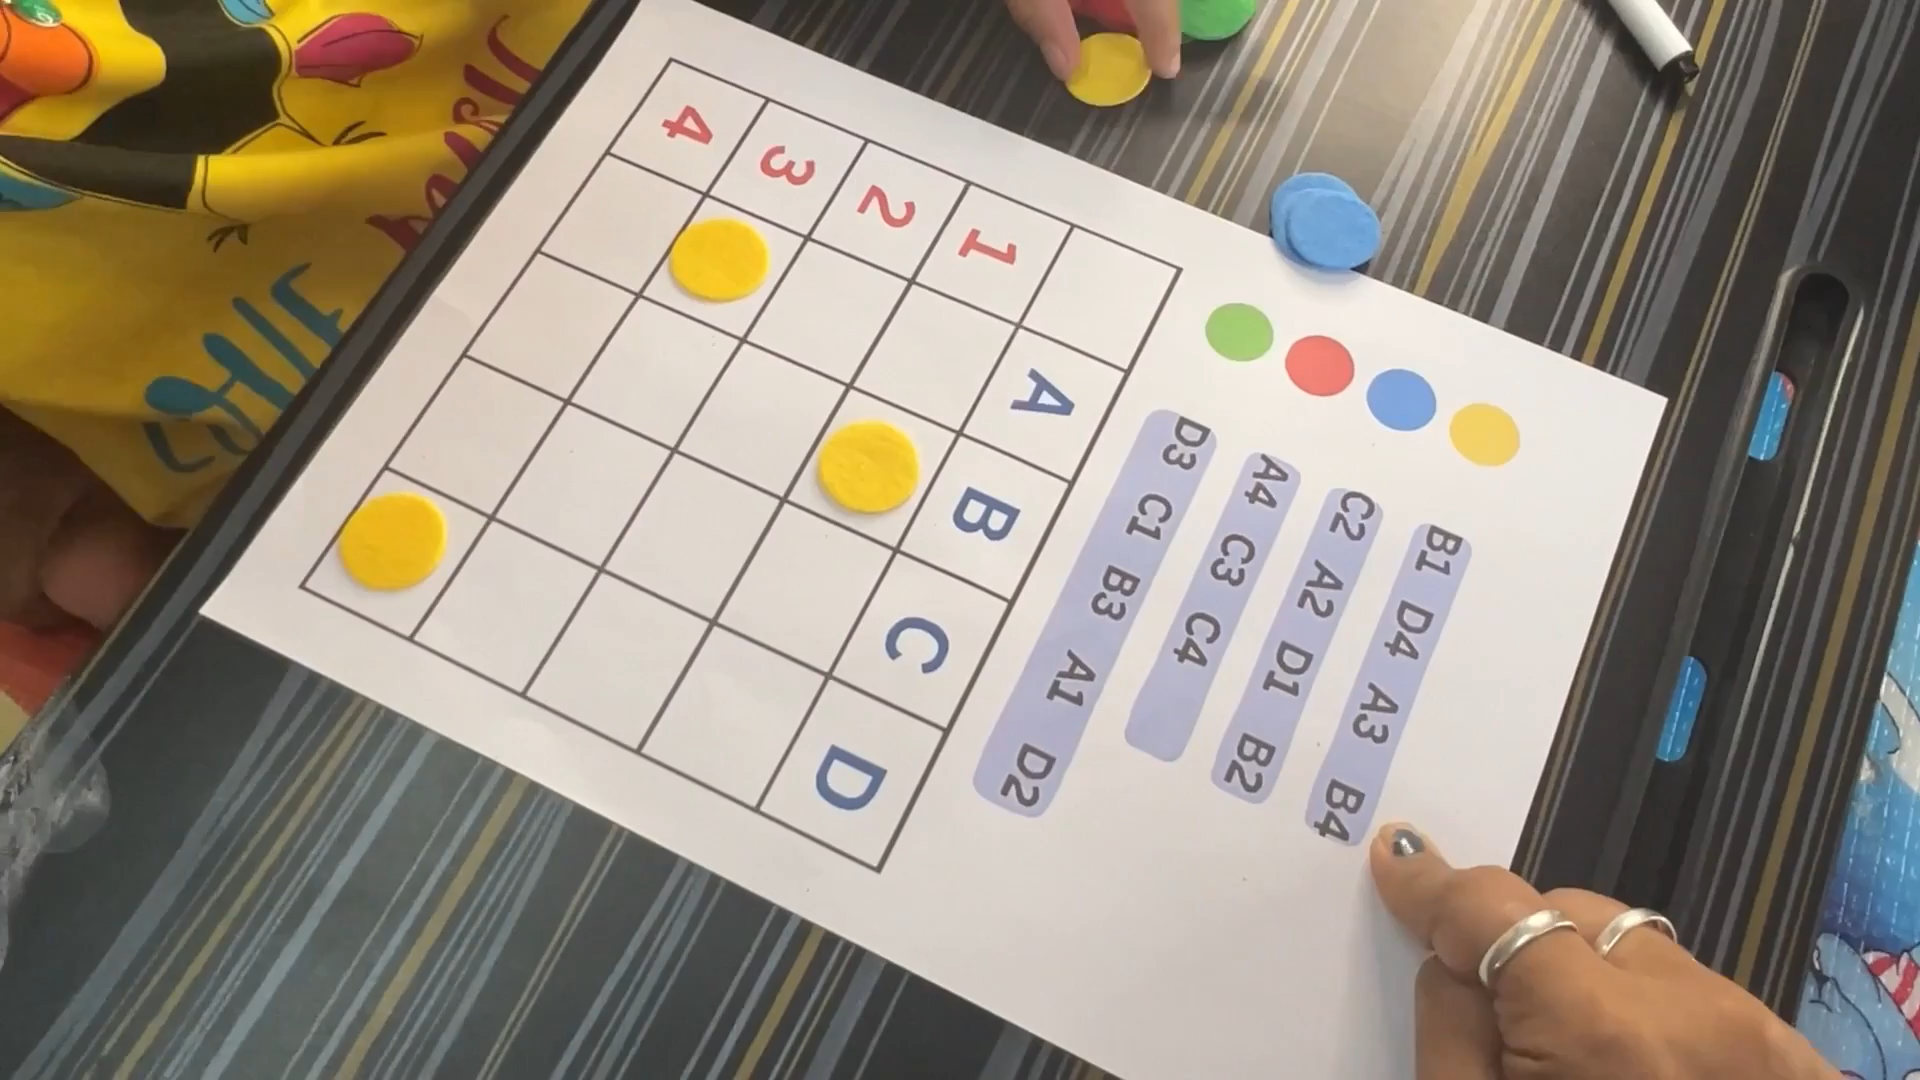 B1 D4 A3 B4
C2 A2 D1 B2
A4 C3 C4
D3 C1 B3 A1 D2
A B C D
1
2
3
4